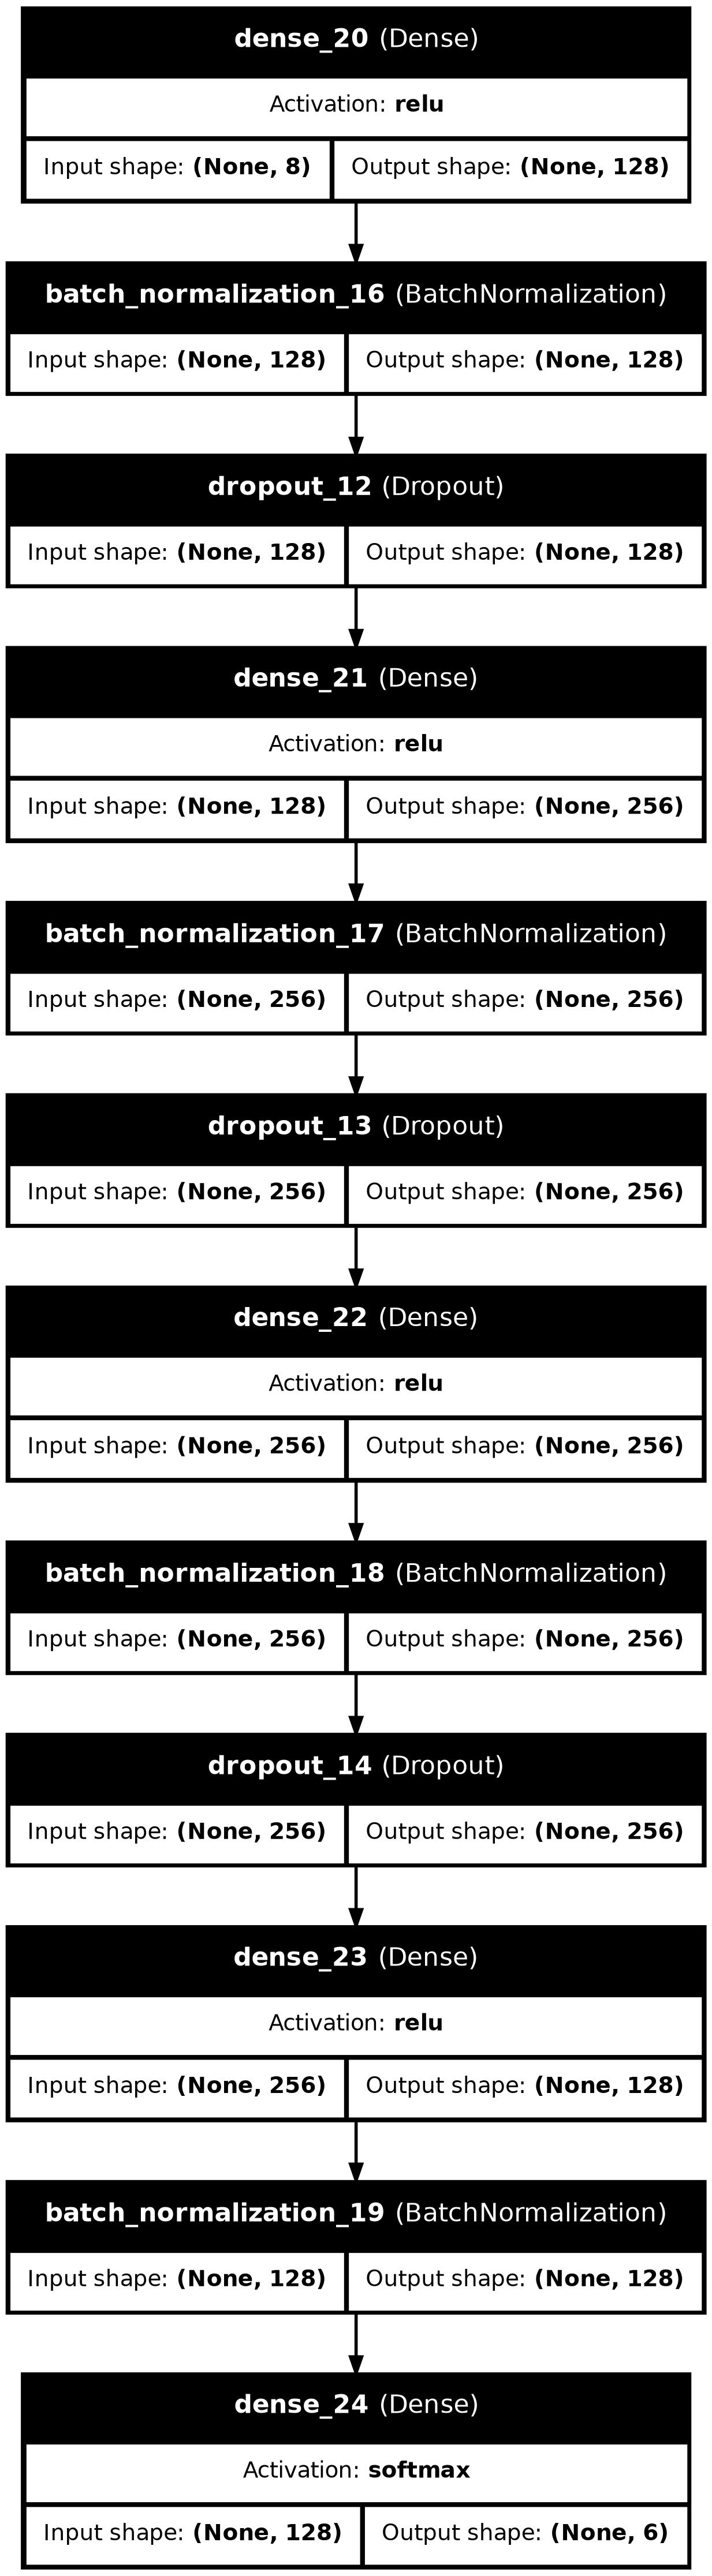 dense_20 (Dense)
Activation: relu
Input shape: (None, 8) Output shape: (None, 128)
batch_normalization_16 (BatchNormalization)
Input shape: (None, 128) Output shape: (None, 128)
dropout_12 (Dropout)
Input shape: (None, 128) Output shape: (None, 128)
dense_21 (Dense)
Activation: relu
Input shape: (None, 128) Output shape: (None, 256)
batch_normalization_17 (BatchNormalization)
Input shape: (None, 256) Output shape: (None, 256)
dropout_13 (Dropout)
Input shape: (None, 256) Output shape: (None, 256)
dense_22 (Dense)
Activation: relu
Input shape: (None, 256) Output shape: (None, 256)
batch_normalization_18 (BatchNormalization)
Input shape: (None, 256) Output shape: (None, 256)
dropout_14 (Dropout)
Input shape: (None, 256) Output shape: (None, 256)
dense_23 (Dense)
Activation: relu
Input shape: (None, 256) Output shape: (None, 128)
batch_normalization_19 (BatchNormalization)
Input shape: (None, 128) Output shape: (None, 128)
dense_24 (Dense)
Activation: softmax
Input shape: (None, 128) Output shape: (None, 6)